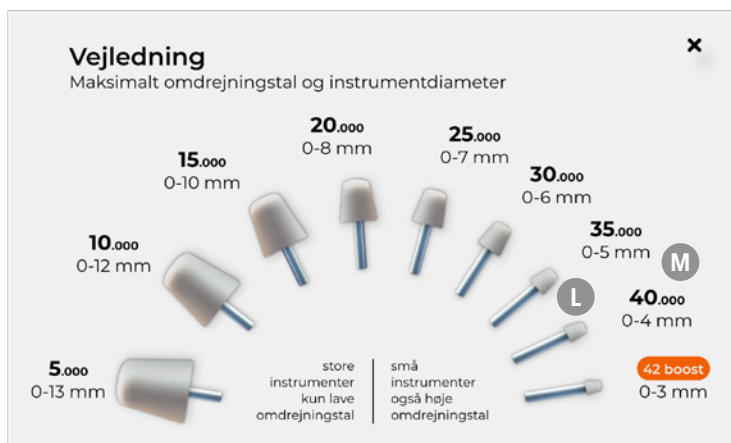 Vejledning
Maksimalt omdrejningstal og instrumentdiameter
20.000
0-8 mm
25.000
0-7 mm
15.000
0-10 mm
30.000
0-6 mm
35.000
0-5 mm
10.000
0-12 mm
M
L
40.000
0-4 mm
5.000
0-13 mm
store
instrumenter
kun lave
omdrejningstal
små
instrumenter
også høje
omdrejningstal
42 boost
0-3 mm